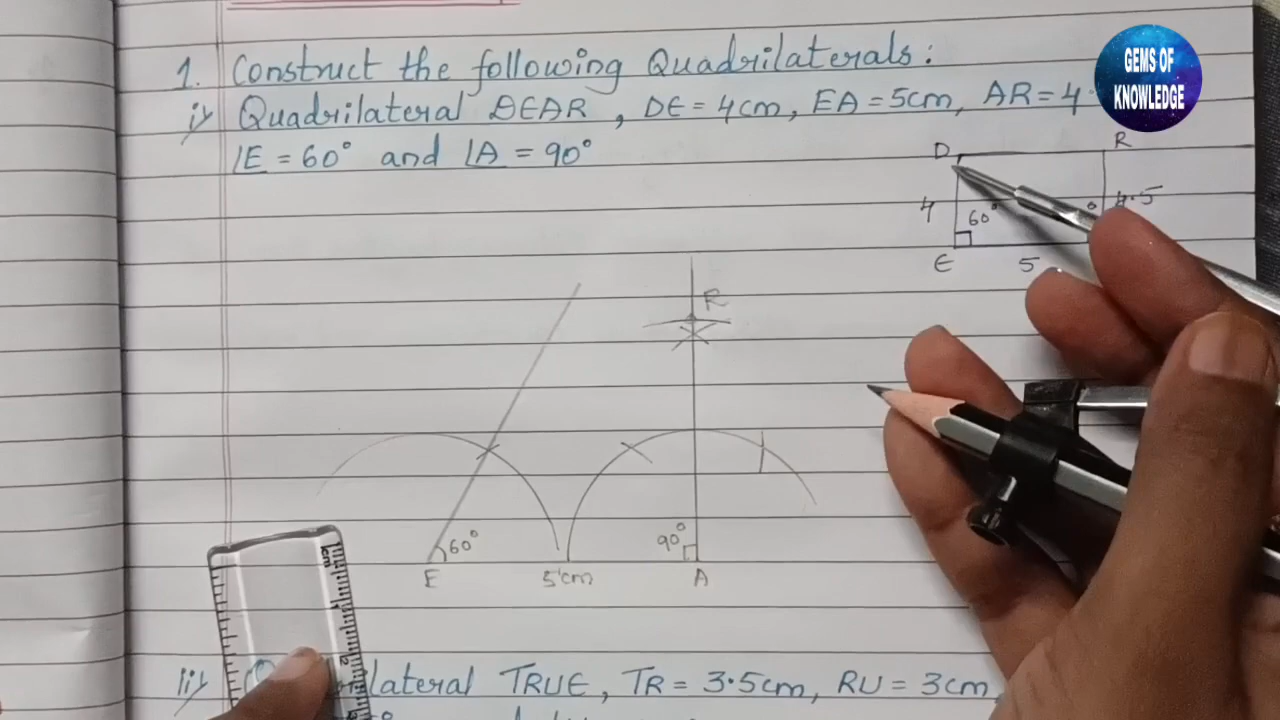 1. Construct the following Quadrilaterals:
i) Quadrilateral DEAR, DE = 4cm, EA = 5cm, AR = 4.
∠E = 60° and ∠A = 90°
GEMS OF
KNOWLEDGE
D R
4 60° 4.5
E 5
R
60° 90°
E 5cm A
cm
ii) lateral TRUE, TR = 3.5cm, RU = 3cm,